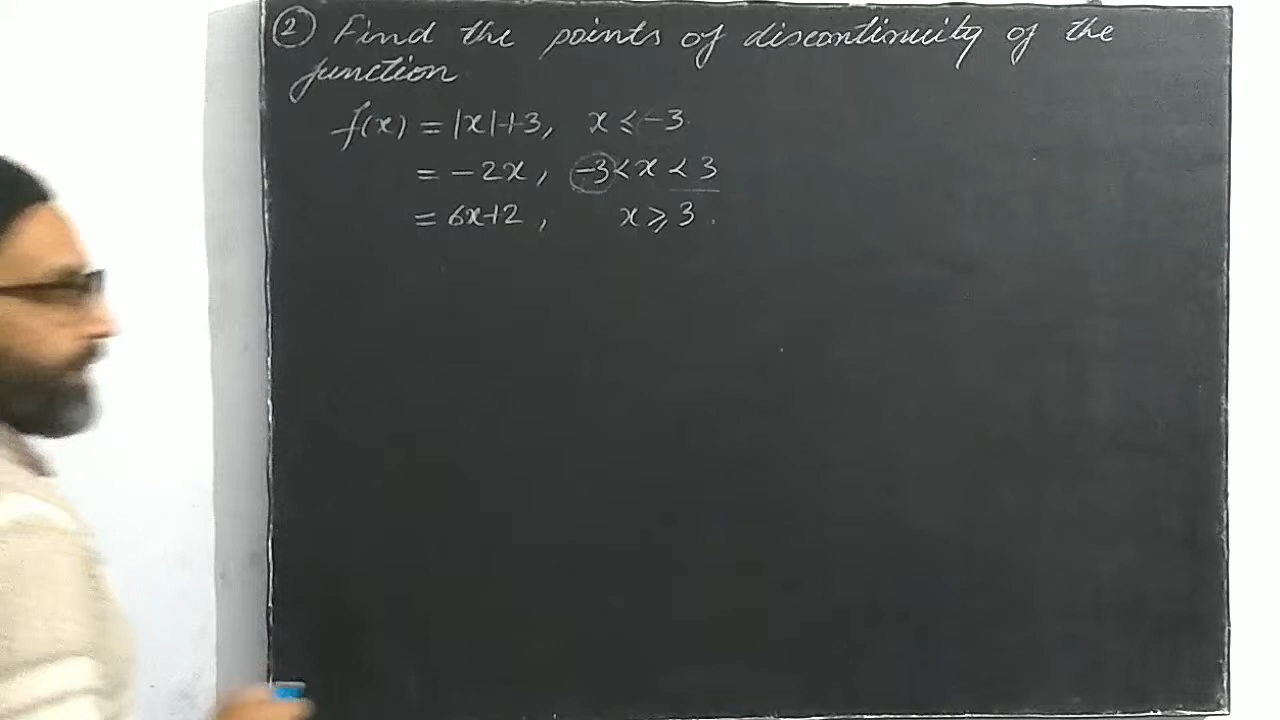 ② Find the points of discontinuity of the
function
f(x) = |x|+3, x ≤ -3.
= -2x, -3 < x < 3
= 6x+2, x ≥ 3.